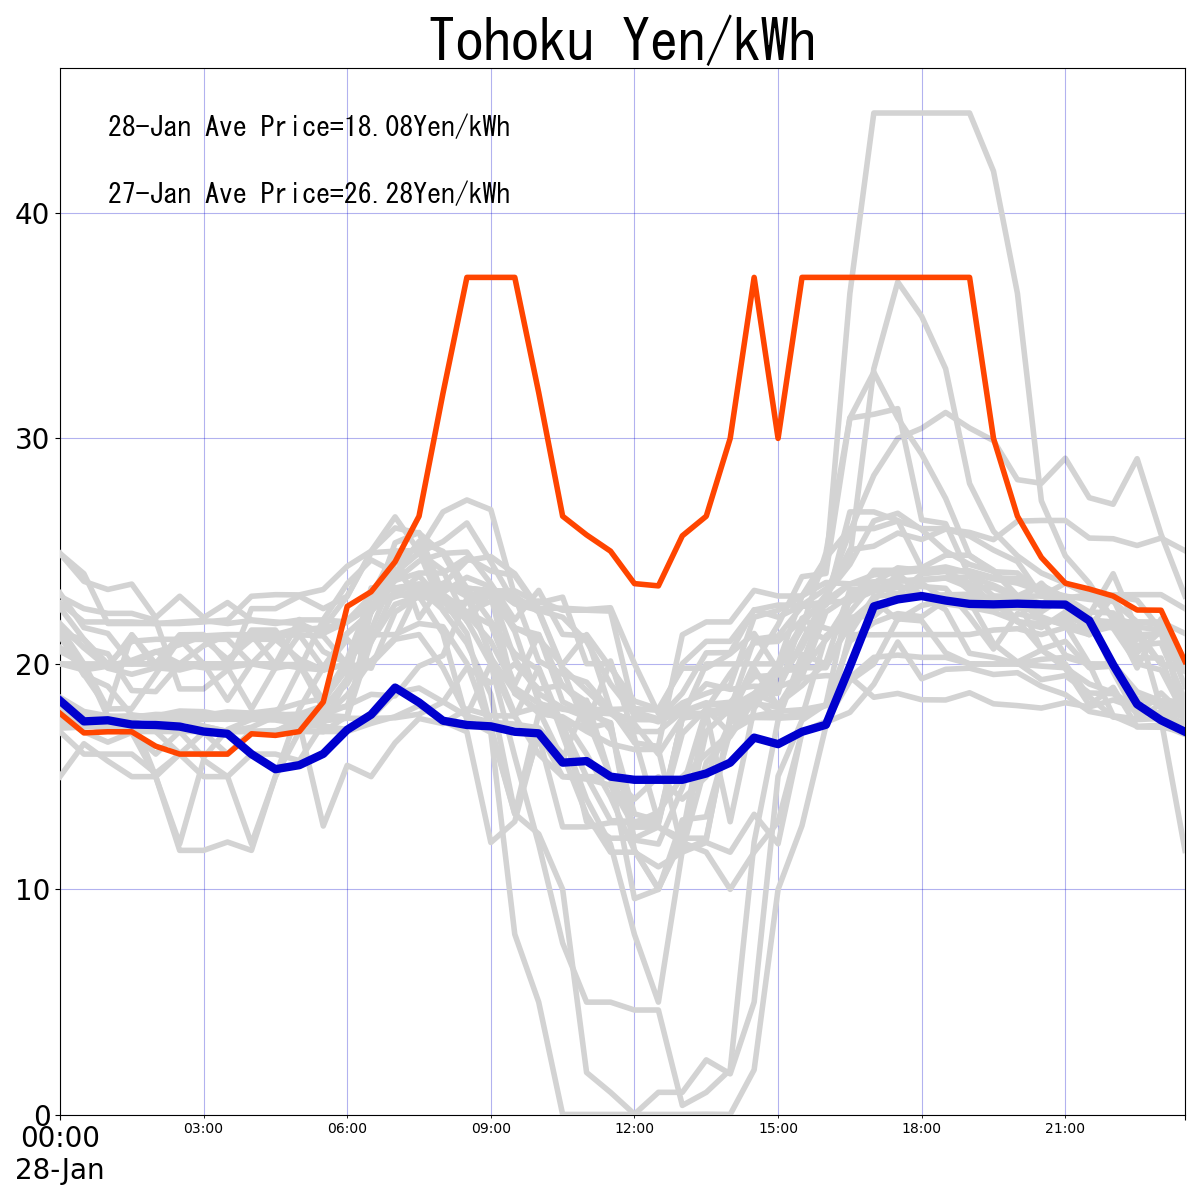 Tohoku Yen/kWh
28-Jan Ave Price=18.08Yen/kWh
27-Jan Ave Price=26.28Yen/kWh
40
30
20
10
0
00:00 03:00 06:00 09:00 12:00 15:00 18:00 21:00
28-Jan